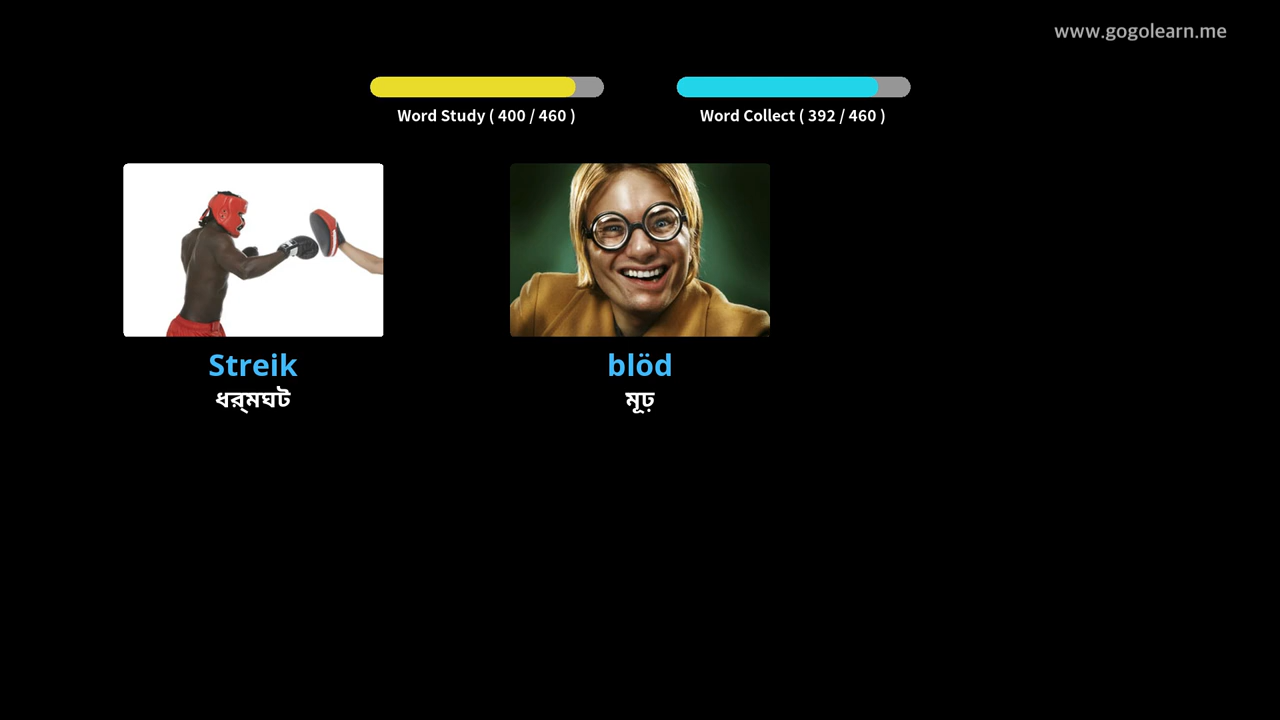 www.gogolearn.me
Word Study ( 400 / 460 )
Word Collect ( 392 / 460 )
Streik
ধর্মঘট
blöd
মূঢ়